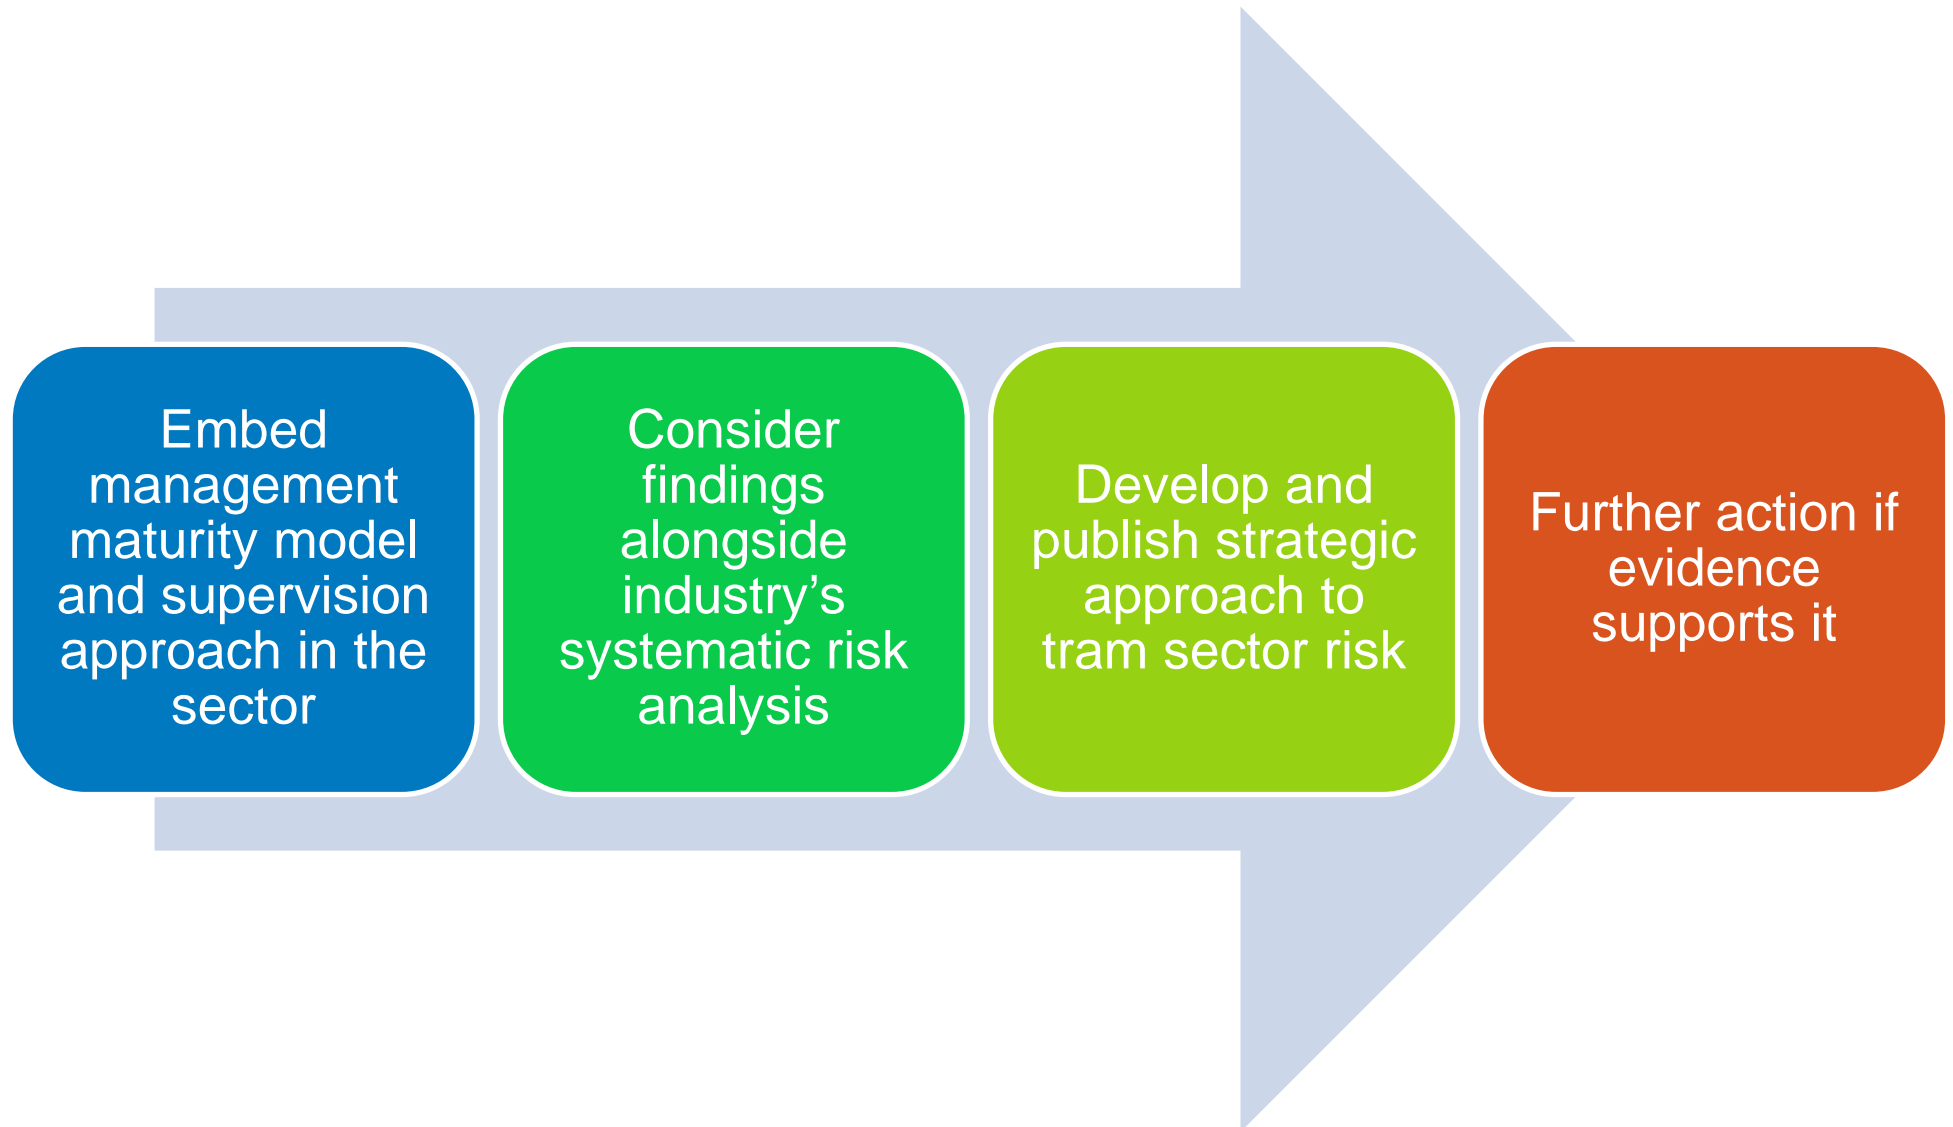 Embed
management
maturity model
and supervision
approach in the
sector
Consider
findings
alongside
industry’s
systematic risk
analysis
Develop and
publish strategic
approach to
tram sector risk
Further action if
evidence
supports it